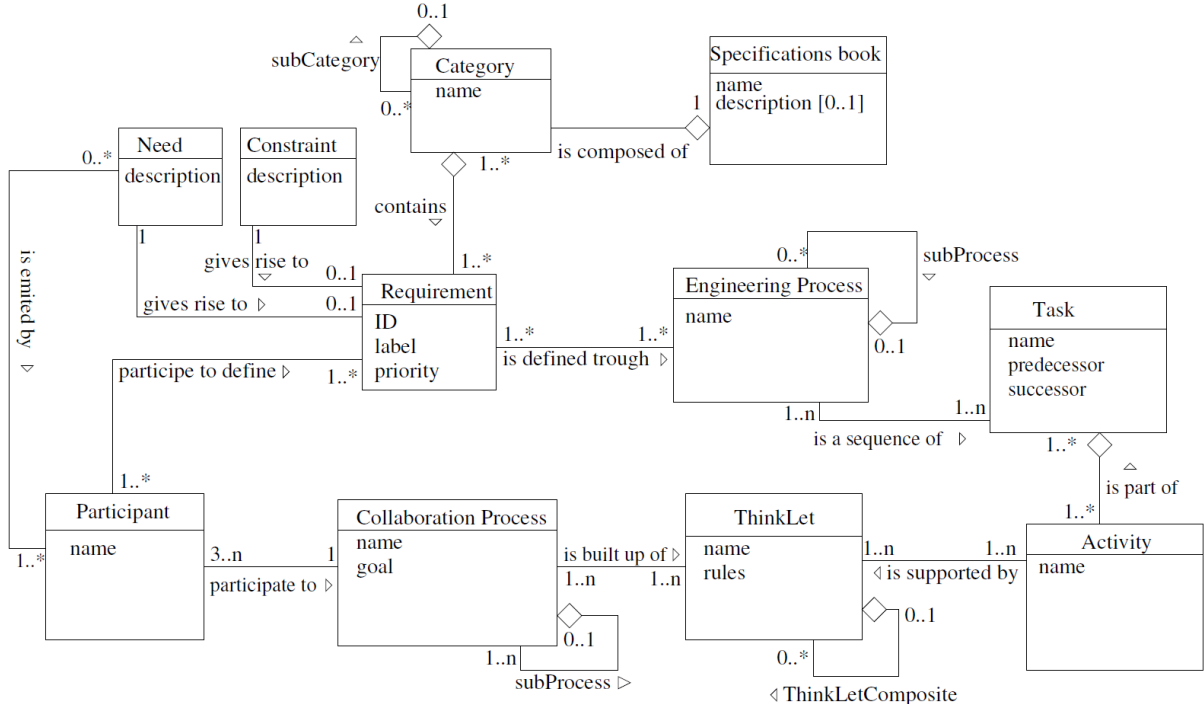 0..1
subCategory
Category
name
0..*
Specifications book
name
description [0..1]
1
is composed of
1..*
Need
description
0..*
Constraint
description
contains
1
1
gives rise to
0..1
gives rise to
0..1
1..*
is emited by
Requirement
ID
label
priority
participe to define
1..*
1..*
1..*
is defined trough
0..*
subProcess
Engineering Process
name
0..1
Task
name
predecessor
successor
1..n
1..n
is a sequence of
1..*
is part of
1..*
1..*
1..*
Participant
name
3..n
1
participate to
Collaboration Process
name
goal
is built up of
1..n
1..n
0..1
1..n
subProcess
ThinkLet
name
rules
1..n
1..n
is supported by
0..1
0..*
ThinkLetComposite
Activity
name